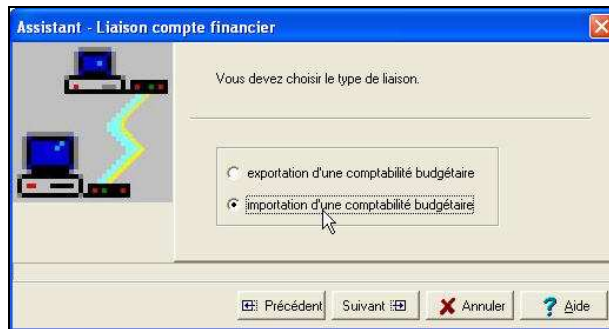 Assistant - Liaison compte financier
Vous devez choisir le type de liaison.
exportation d'une comptabilité budgétaire
importation d'une comptabilité budgétaire
Précédent Suivant Annuler Aide